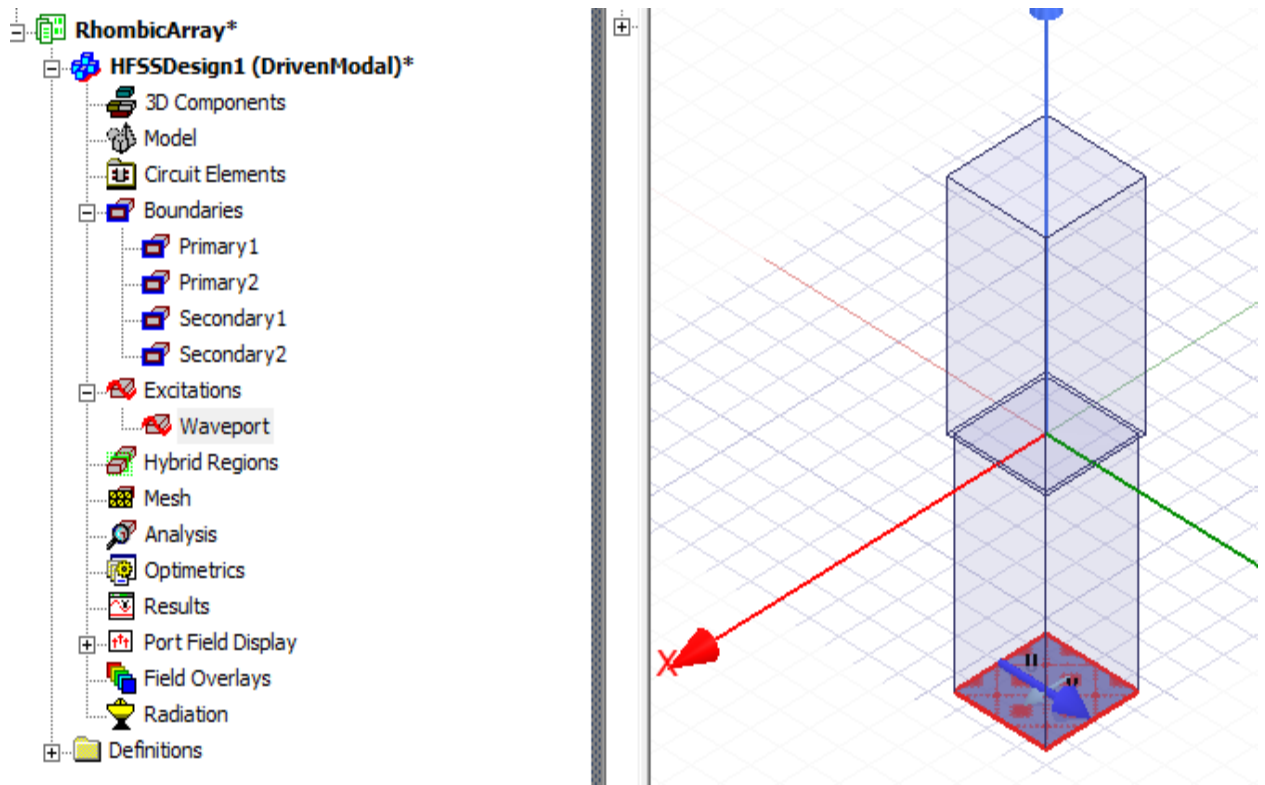 RhombicArray*
HFSSDesign1 (DrivenModal)*
3D Components
Model
Circuit Elements
Boundaries
Primary1
Primary2
Secondary1
Secondary2
Excitations
Waveport
Hybrid Regions
Mesh
Analysis
Optimetrics
Results
Port Field Display
Field Overlays
Radiation
Definitions
X